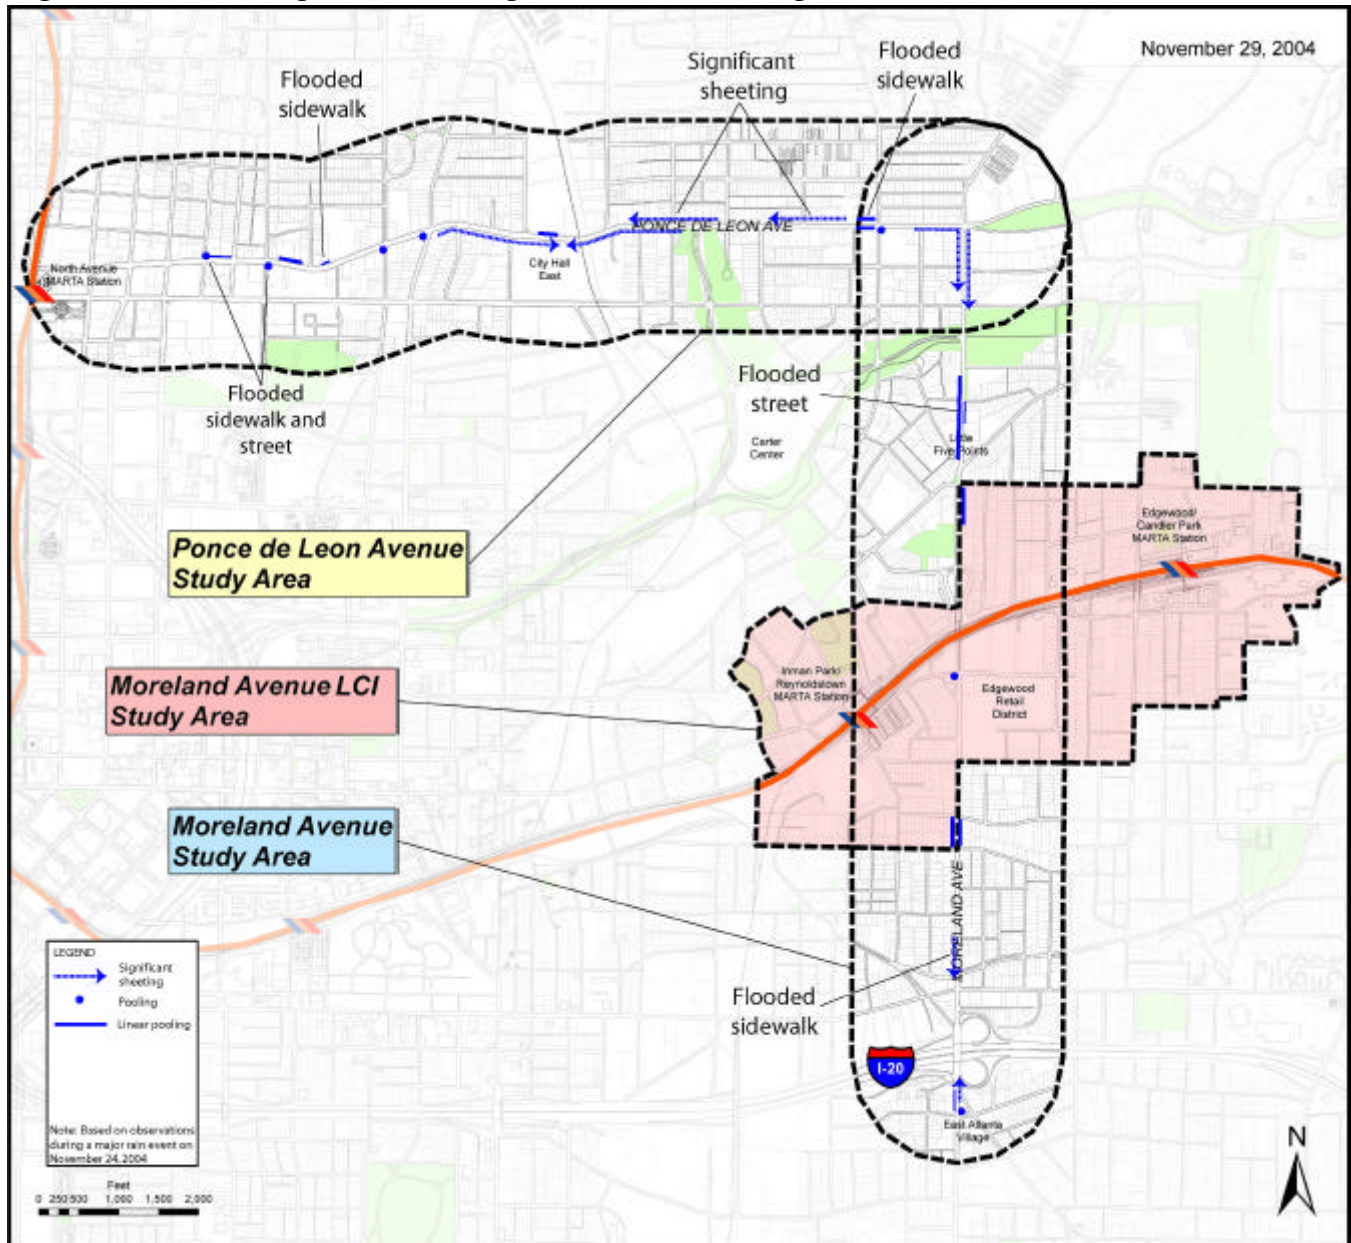 November 29, 2004
Flooded
sidewalk
Significant
sheeting
Flooded
sidewalk
PONCE DE LEON AVE
North Avenue
MARTA Station
City Hall
East
Flooded
sidewalk and
street
Flooded
street
Carter
Center
Little
Five Points
Ponce de Leon Avenue
Study Area
Edgewood/
Candler Park
MARTA Station
Moreland Avenue LCI
Study Area
Inman Park/
Reynoldstown
MARTA Station
Edgewood
Retail
District
Moreland Avenue
Study Area
MORELAND AVE
Flooded
sidewalk
I-20
East Atlanta
Village
LEGEND
Significant
sheeting
Pooling
Linear pooling
Note: Based on observations
during a major rain event on
November 24, 2004
Feet
0 250 500 1,000 1,500 2,000
N